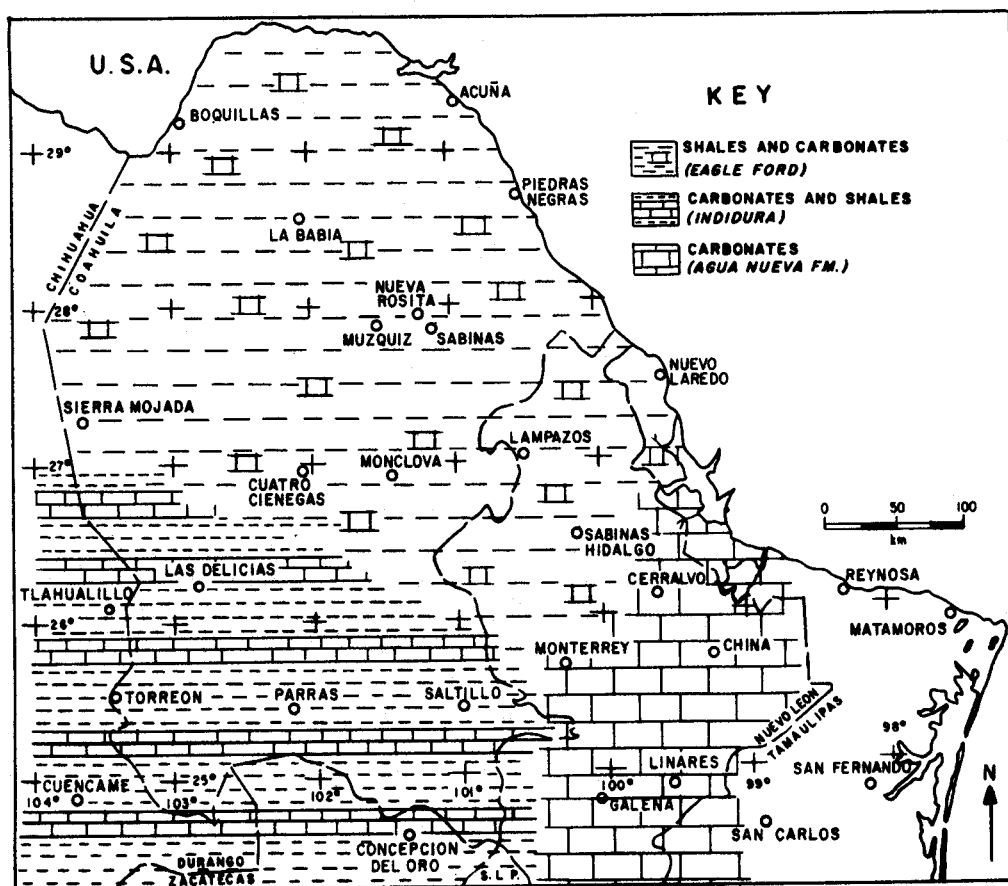 U.S.A.
ACUÑA
BOQUILLAS
KEY
SHALES AND CARBONATES
(EAGLE FORD)
CARBONATES AND SHALES
(INDIDURA)
CARBONATES
(AGUA NUEVA FM.)
29°
PIEDRAS
NEGRAS
LA BABIA
CHIHUAHUA
COAHUILA
28°
NUEVA
ROSITA
MUZQUIZ
SABINAS
NUEVO
LAREDO
SIERRA MOJADA
LAMPAZOS
27°
MONCLOVA
CUATRO
CIENEGAS
0 50 100
km
SABINAS
HIDALGO
LAS DELICIAS
CERRALVO
REYNOSA
TLAHUALILLO
26°
MATAMOROS
MONTERREY
CHINA
TORREON
PARRAS
SALTILLO
NUEVO LEON
TAMAULIPAS
98°
CUENCAME
25°
LINARES
SAN FERNANDO
104°
103°
102°
101°
100°
99°
GALENA
N
SAN CARLOS
CONCEPCION
DEL ORO
DURANGO
ZACATECAS
S.L.P.